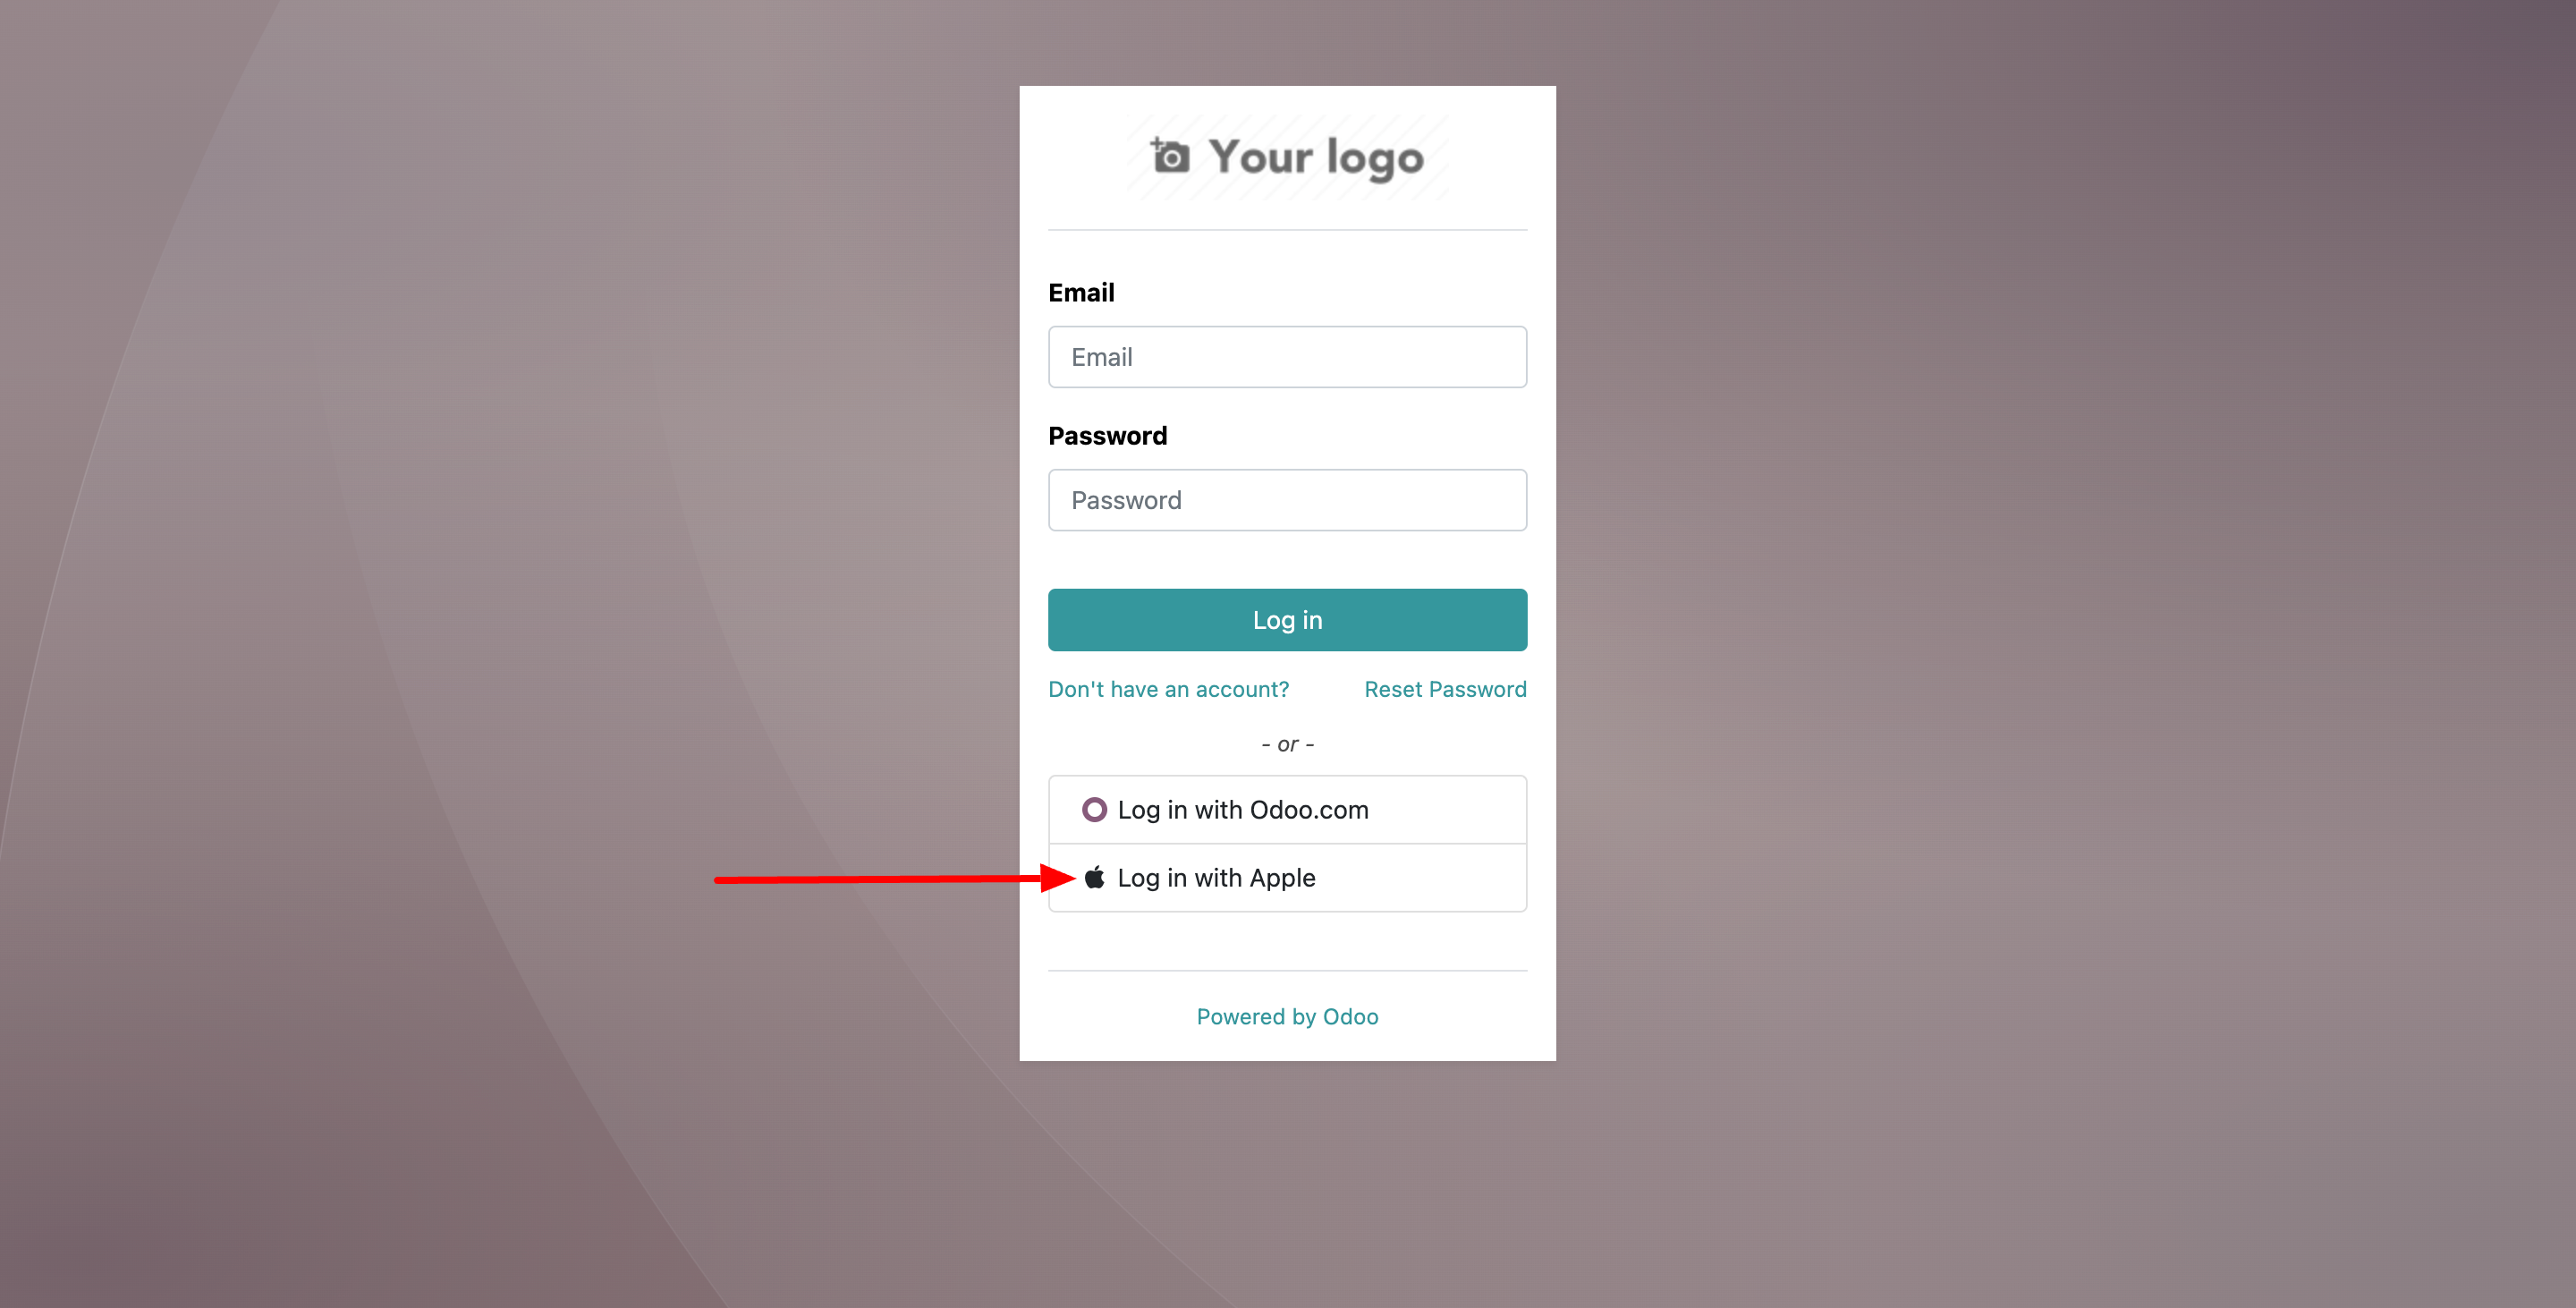 Your logo
Email
Email
Password
Password
Log in
Don't have an account? Reset Password
- or -
Log in with Odoo.com
Log in with Apple
Powered by Odoo